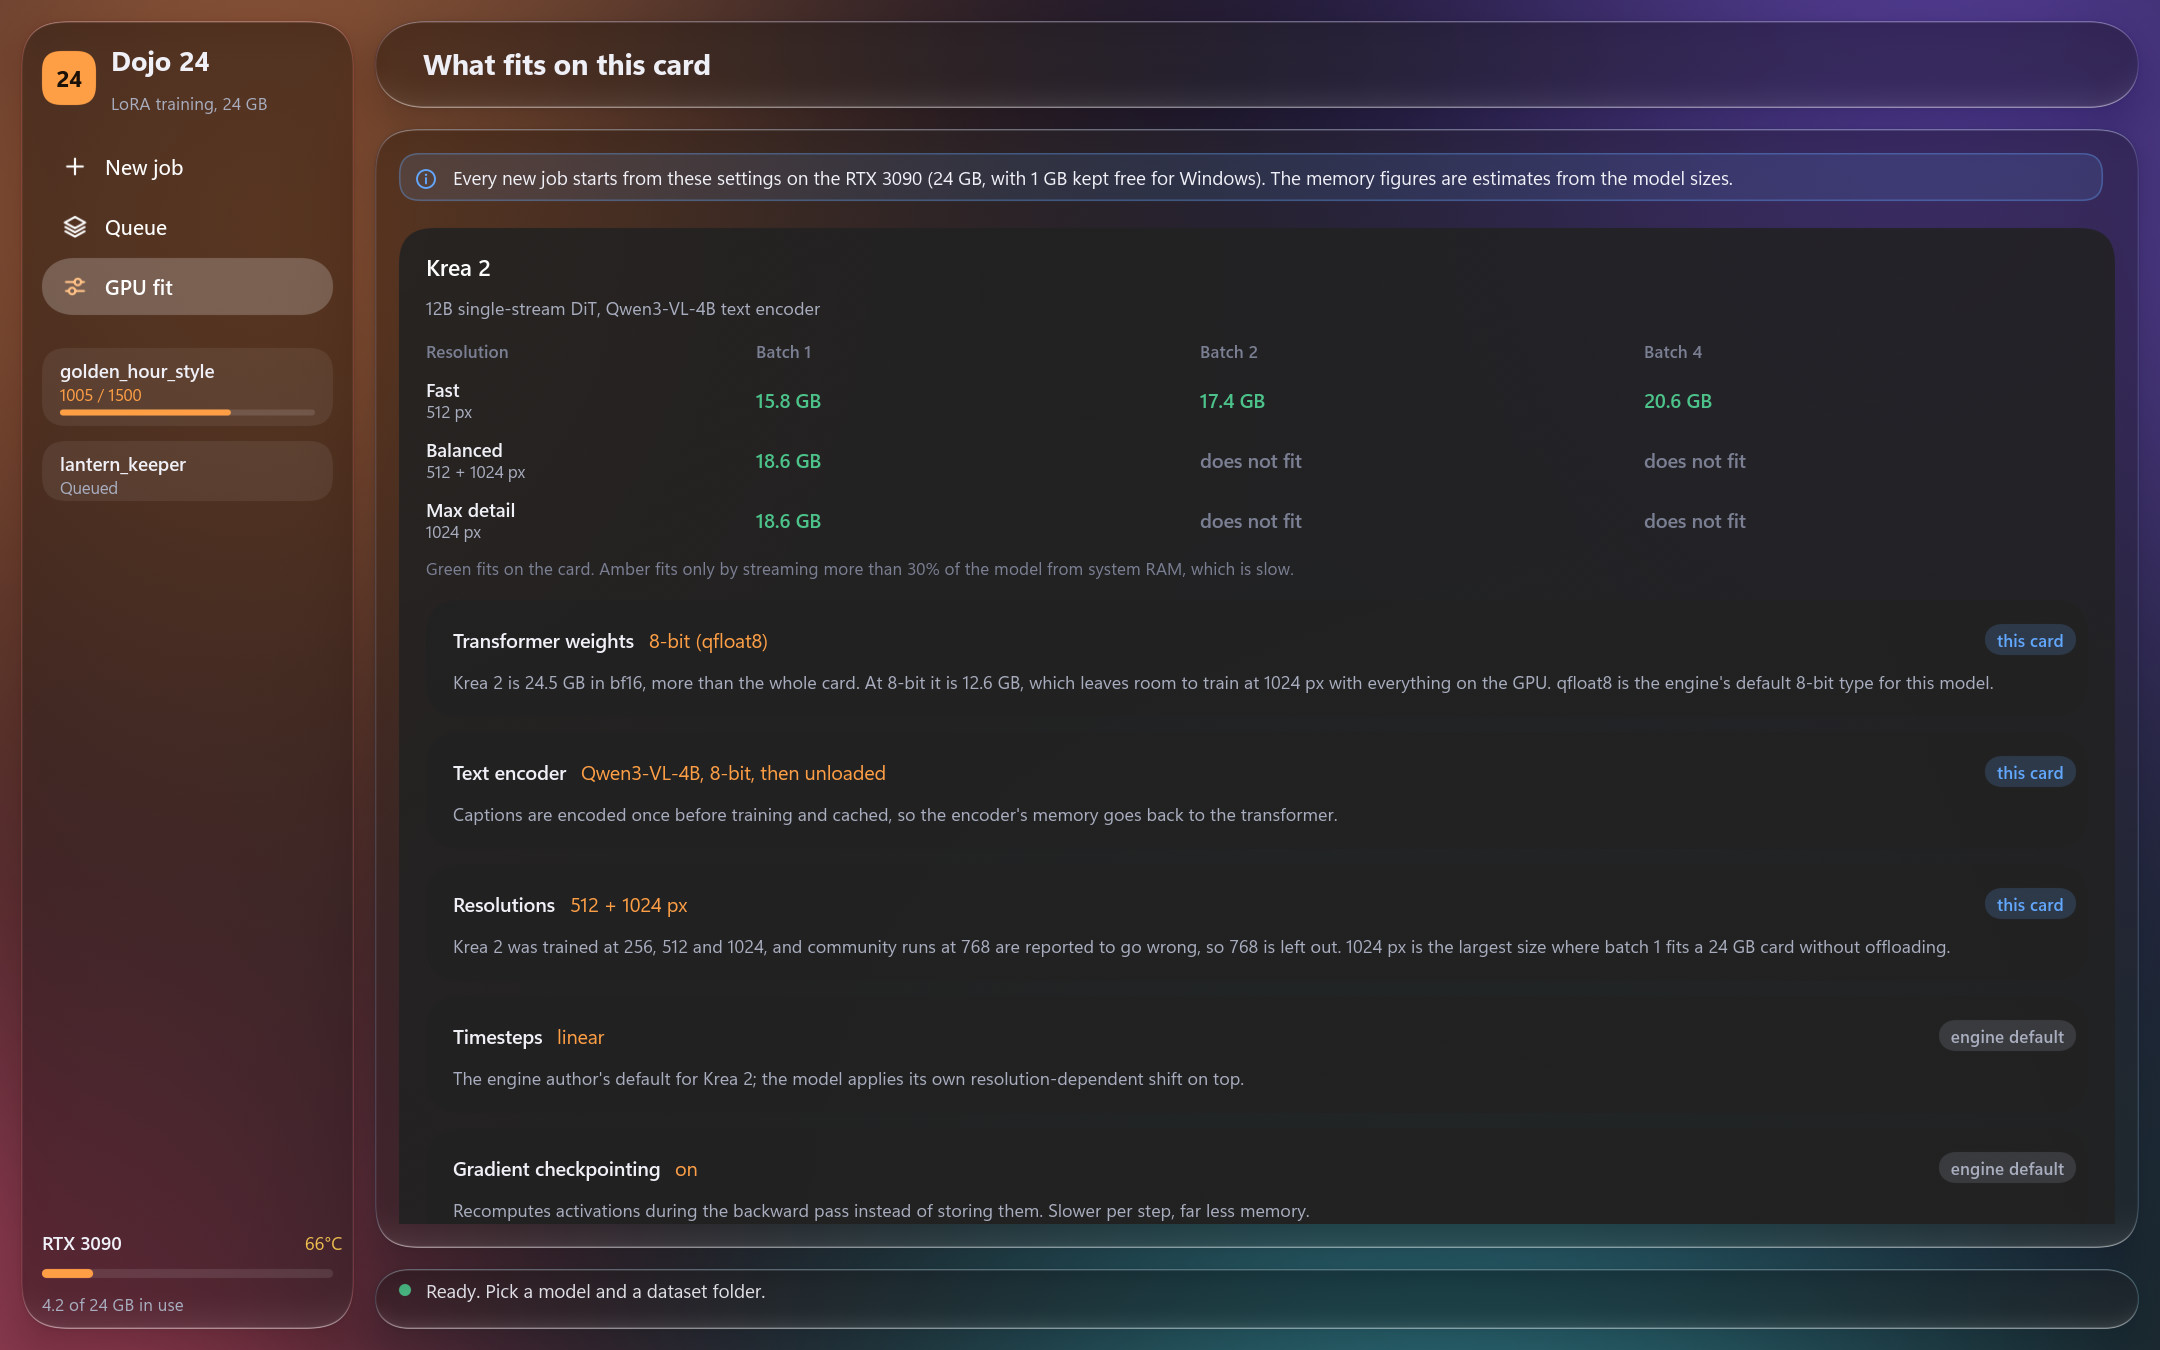 24
Dojo 24
LoRA training, 24 GB
New job
Queue
GPU fit
golden_hour_style
1005 / 1500
lantern_keeper
Queued
RTX 3090 66°C
4.2 of 24 GB in use
What fits on this card
Every new job starts from these settings on the RTX 3090 (24 GB, with 1 GB kept free for Windows). The memory figures are estimates from the model sizes.
Krea 2
12B single-stream DiT, Qwen3-VL-4B text encoder
Resolution Batch 1 Batch 2 Batch 4
Fast
512 px
15.8 GB 17.4 GB 20.6 GB
Balanced
512 + 1024 px
18.6 GB does not fit does not fit
Max detail
1024 px
18.6 GB does not fit does not fit
Green fits on the card. Amber fits only by streaming more than 30% of the model from system RAM, which is slow.
Transformer weights 8-bit (qfloat8) this card
Krea 2 is 24.5 GB in bf16, more than the whole card. At 8-bit it is 12.6 GB, which leaves room to train at 1024 px with everything on the GPU. qfloat8 is the engine's default 8-bit type for this model.
Text encoder Qwen3-VL-4B, 8-bit, then unloaded this card
Captions are encoded once before training and cached, so the encoder's memory goes back to the transformer.
Resolutions 512 + 1024 px this card
Krea 2 was trained at 256, 512 and 1024, and community runs at 768 are reported to go wrong, so 768 is left out. 1024 px is the largest size where batch 1 fits a 24 GB card without offloading.
Timesteps linear engine default
The engine author's default for Krea 2; the model applies its own resolution-dependent shift on top.
Gradient checkpointing on engine default
Recomputes activations during the backward pass instead of storing them. Slower per step, far less memory.
Ready. Pick a model and a dataset folder.